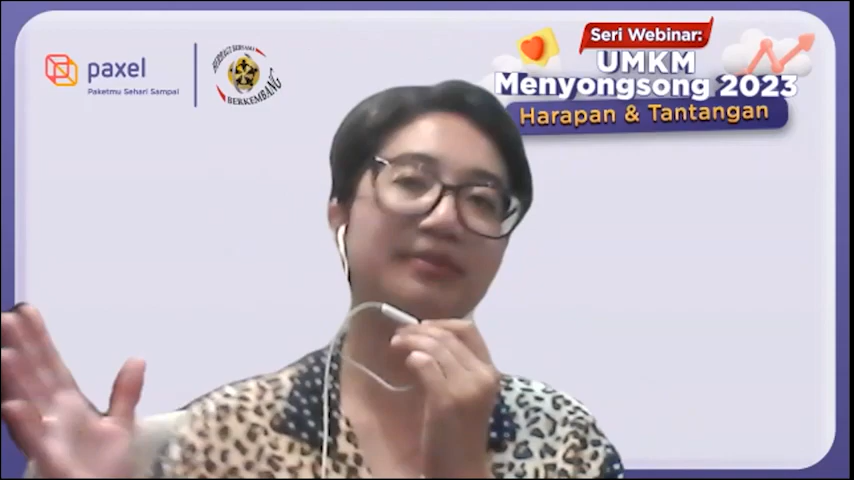 paxel
Paketmu Sehari Sampai
BERKEMBANG
Seri Webinar:
UMKM
Menyongsong 2023
Harapan & Tantangan